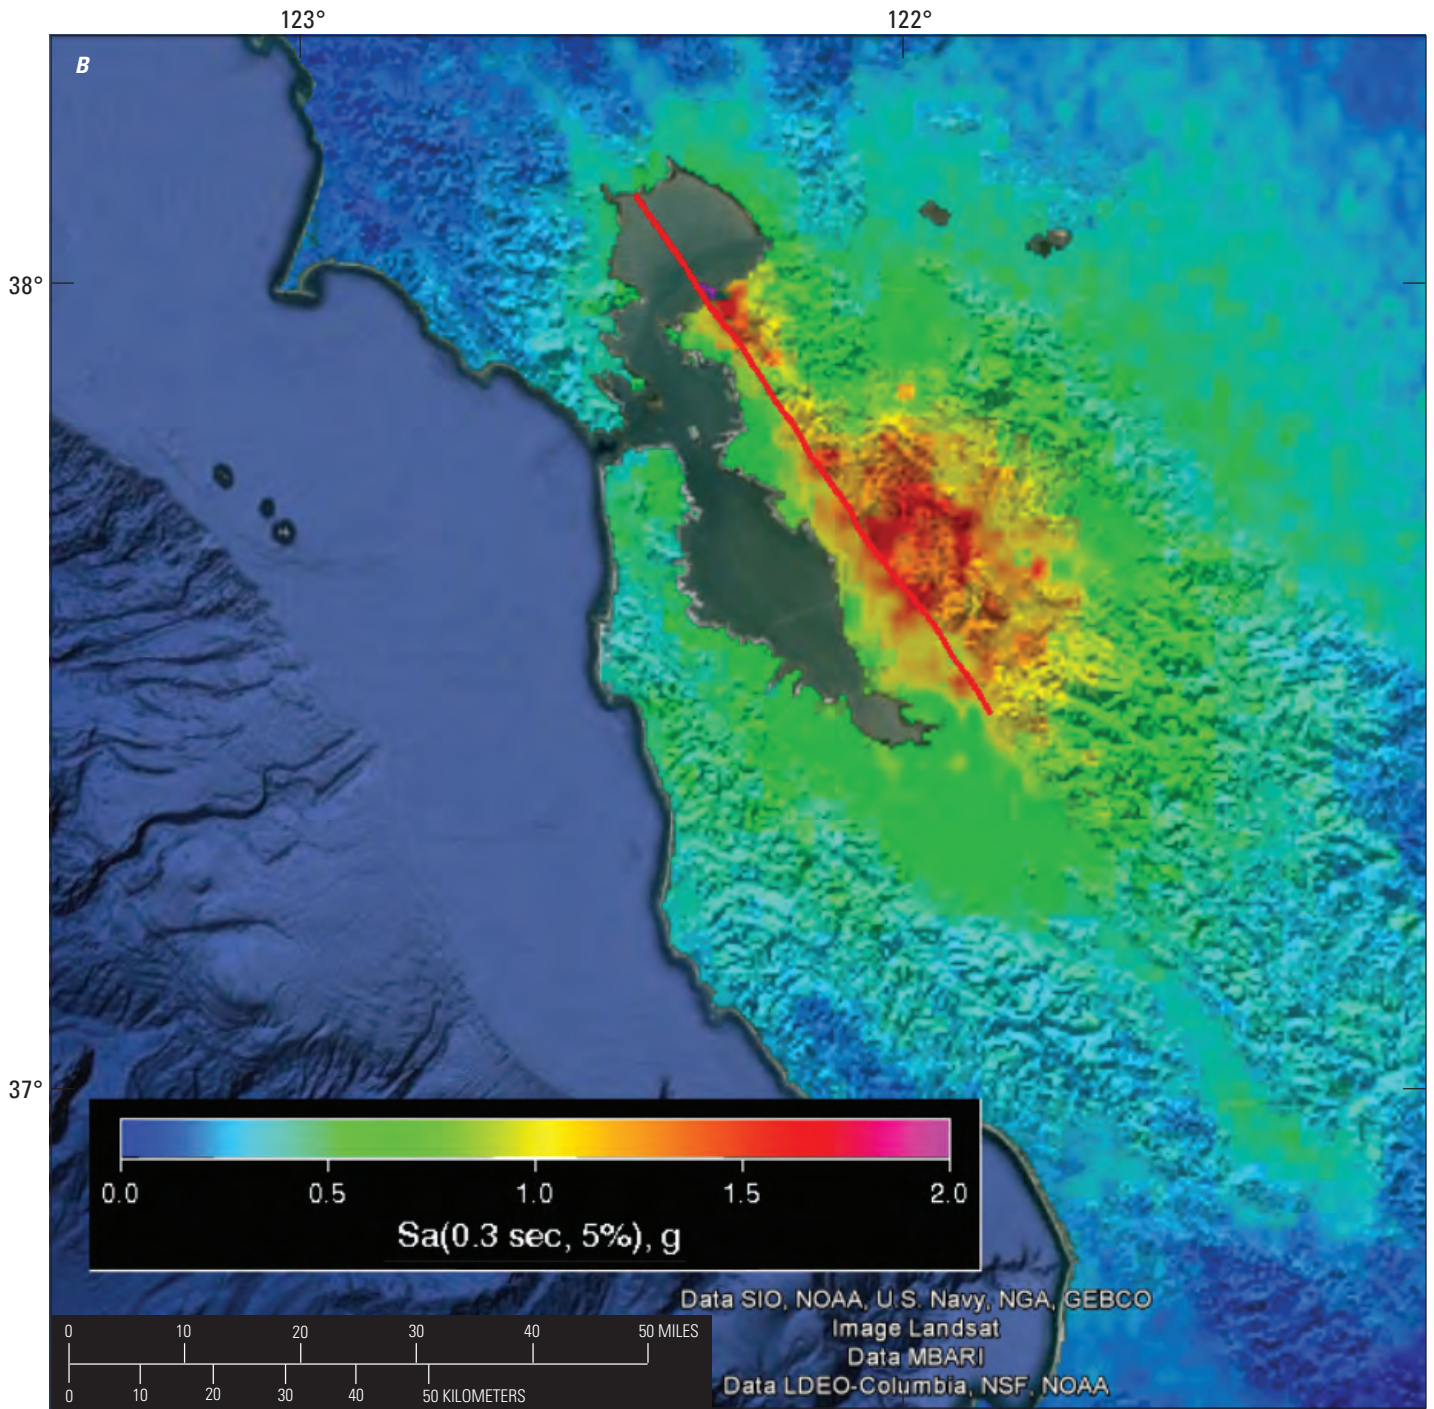 123° 122°
B
38°
37°
0.0 0.5 1.0 1.5 2.0
Sa(0.3 sec, 5%), g
Data SIO, NOAA, U.S. Navy, NGA, GEBCO
Image Landsat
Data MBARI
Data LDEO-Columbia, NSF, NOAA
0 10 20 30 40 50 MILES
0 10 20 30 40 50 KILOMETERS